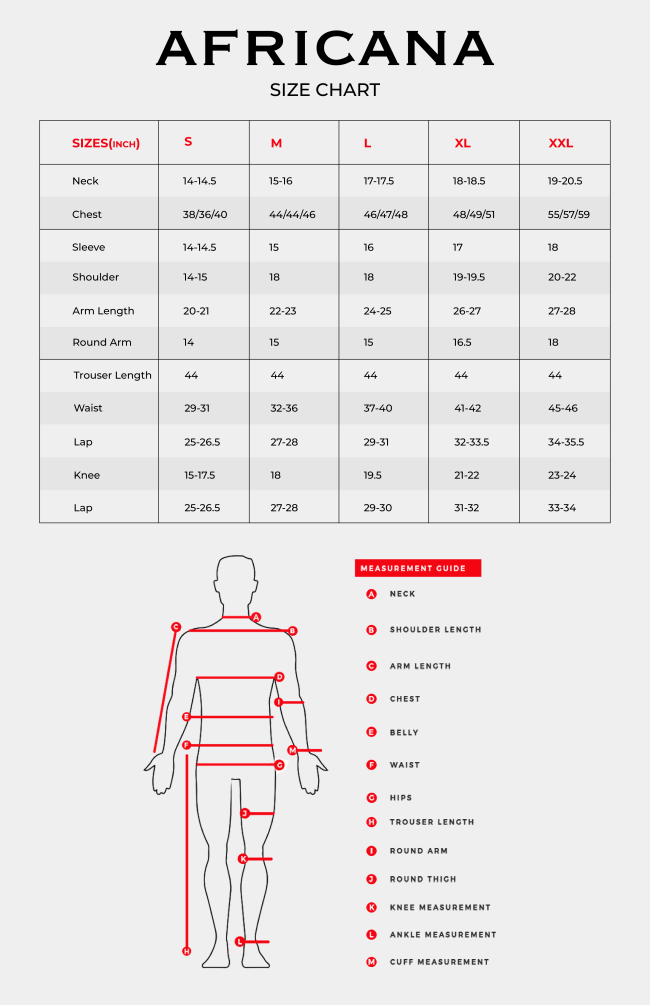 AFRICANA
SIZE CHART
SIZES(INCH) S M L XL XXL
Neck 14-14.5 15-16 17-17.5 18-18.5 19-20.5
Chest 38/36/40 44/44/46 46/47/48 48/49/51 55/57/59
Sleeve 14-14.5 15 16 17 18
Shoulder 14-15 18 18 19-19.5 20-22
Arm Length 20-21 22-23 24-25 26-27 27-28
Round Arm 14 15 15 16.5 18
Trouser Length 44 44 44 44 44
Waist 29-31 32-36 37-40 41-42 45-46
Lap 25-26.5 27-28 29-31 32-33.5 34-35.5
Knee 15-17.5 18 19.5 21-22 23-24
Lap 25-26.5 27-28 29-30 31-32 33-34
A
C
B
D
I
E
F
M
G
J
K
L
H
MEASUREMENT GUIDE
A NECK
B SHOULDER LENGTH
C ARM LENGTH
D CHEST
E BELLY
F WAIST
G HIPS
H TROUSER LENGTH
I ROUND ARM
J ROUND THIGH
K KNEE MEASUREMENT
L ANKLE MEASUREMENT
M CUFF MEASUREMENT